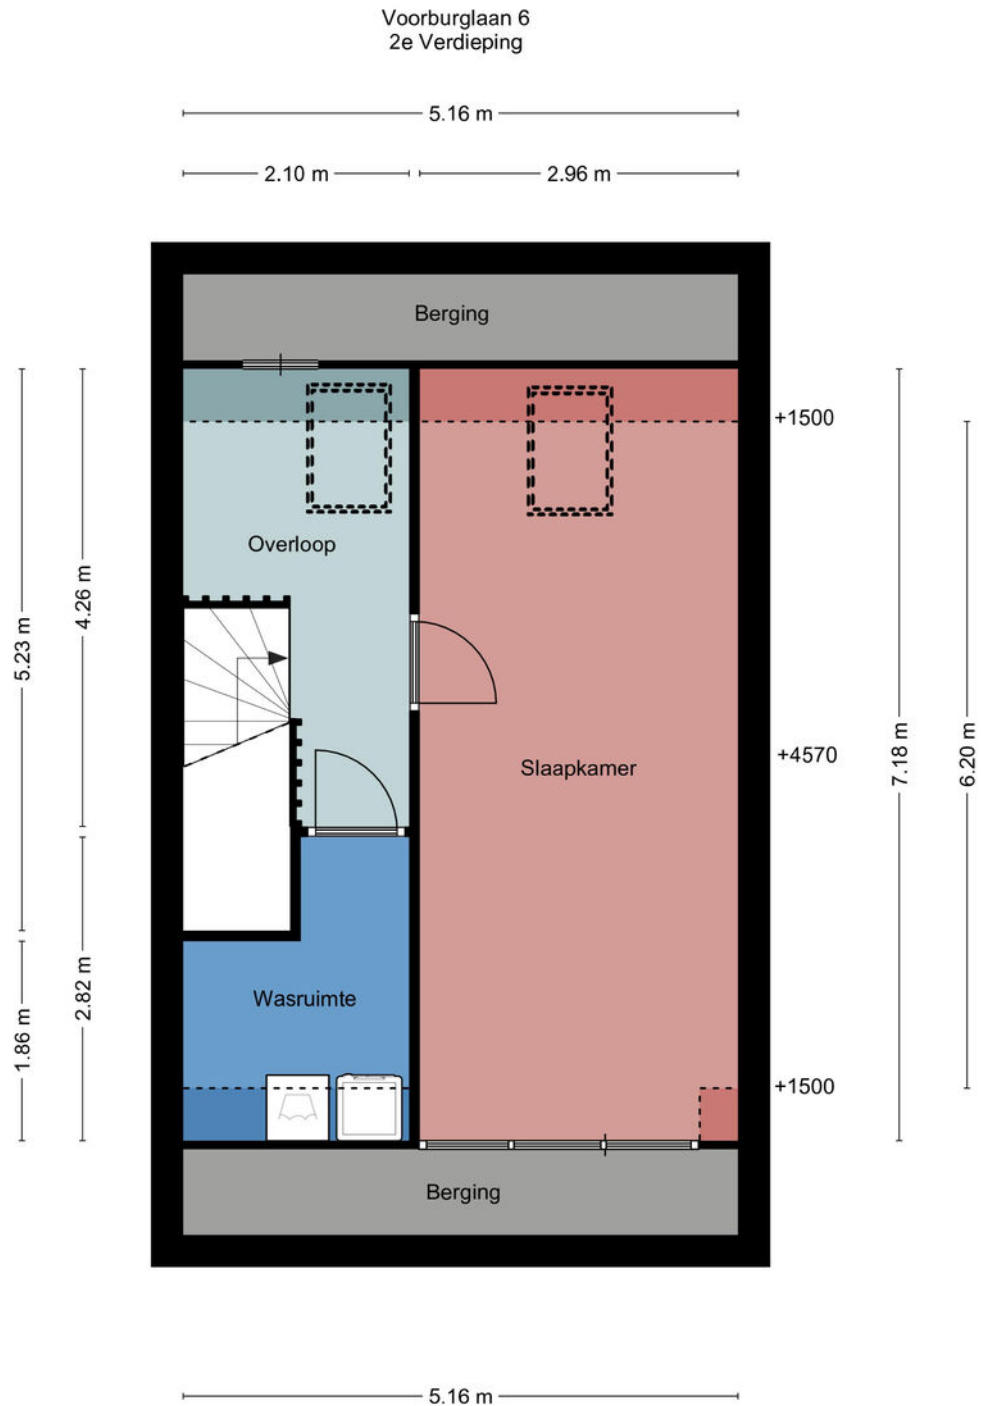 Voorburglaan 6
2e Verdieping
5.16 m
2.10 m
2.96 m
Berging
+1500
Overloop
4.26 m
5.23 m
7.18 m
6.20 m
+4570
Slaapkamer
2.82 m
1.86 m
Wasruimte
+1500
Berging
5.16 m